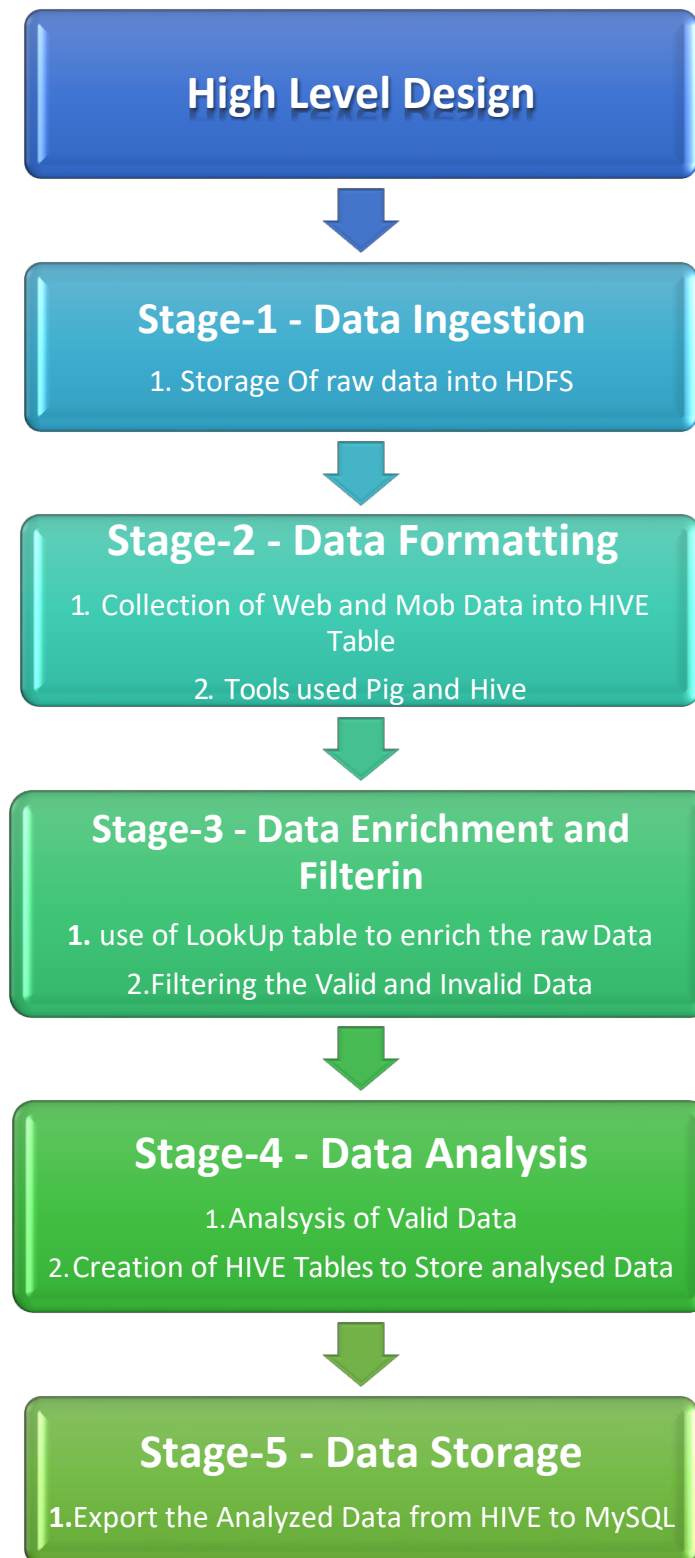 High Level Design
Stage-1 - Data Ingestion
1. Storage Of raw data into HDFS
Stage-2 - Data Formatting
1. Collection of Web and Mob Data into HIVE
Table
2. Tools used Pig and Hive
Stage-3 - Data Enrichment and
Filterin
1. use of LookUp table to enrich the raw Data
2.Filtering the Valid and Invalid Data
Stage-4 - Data Analysis
1.Analsysis of Valid Data
2.Creation of HIVE Tables to Store analysed Data
Stage-5 - Data Storage
1.Export the Analyzed Data from HIVE to MySQL